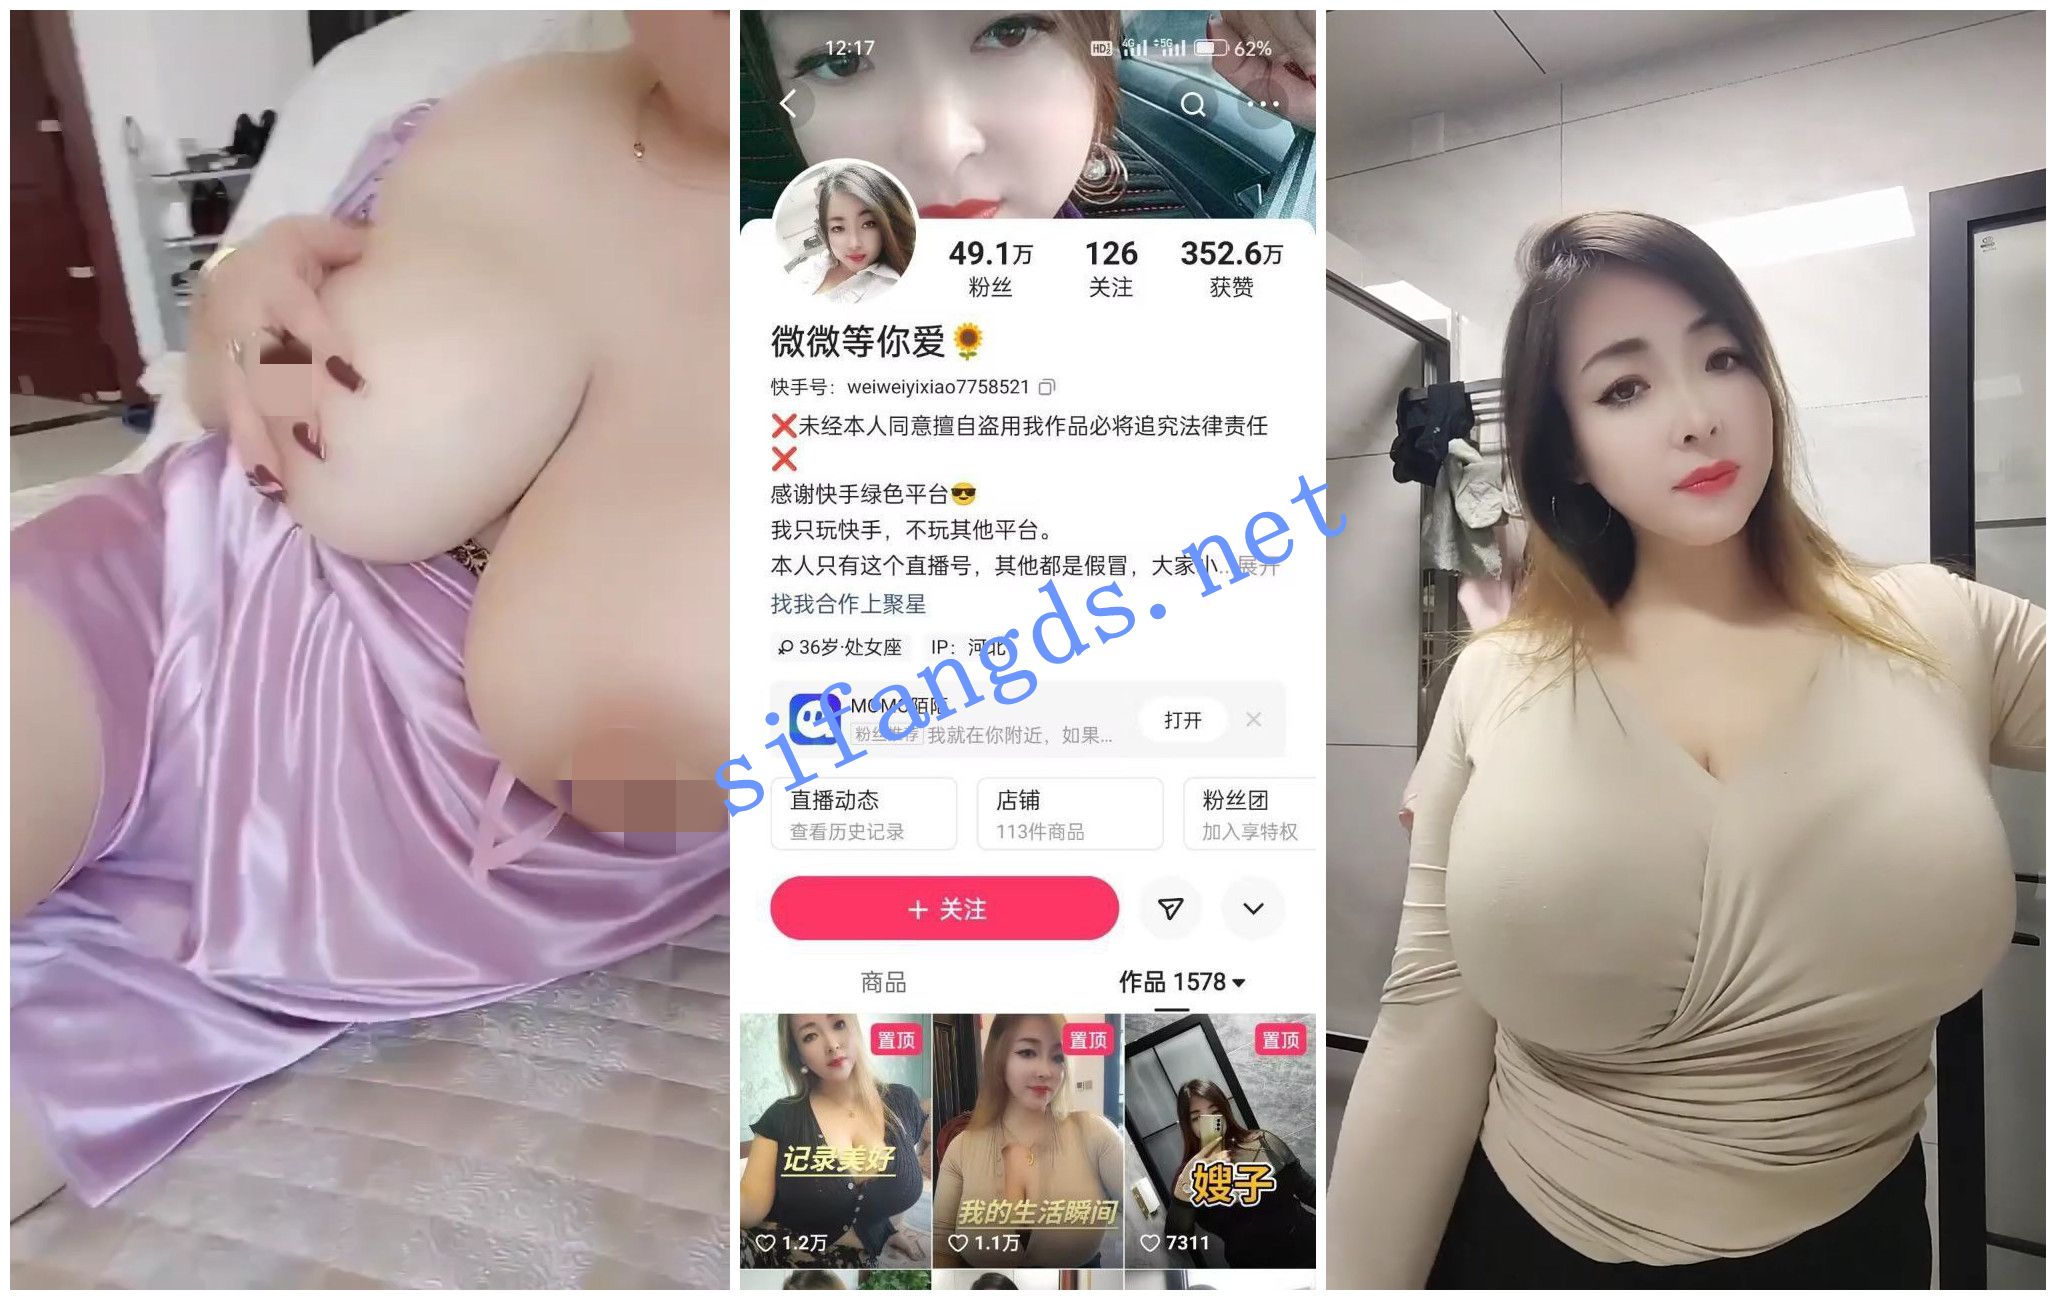 12:17
HD2 4G 5G 62%
49.1万 126 352.6万
粉丝 关注 获赞
微微等你爱🌻
快手号：weiweiyixiao7758521
❌未经本人同意擅自盗用我作品必将追究法律责任
❌
感谢快手绿色平台😎
我只玩快手，不玩其他平台。
本人只有这个直播号，其他都是假冒，大家小...展开
找我合作上聚星
36岁·处女座 IP：河北
MOMO陌陌
粉丝推荐 我就在你附近，如果...
打开
sifangds.net
直播动态 店铺 粉丝团
查看历史记录 113件商品 加入享特权
+ 关注
商品 作品 1578
置顶 置顶 置顶
记录美好
我的生活瞬间
嫂子
1.2万 1.1万 7311